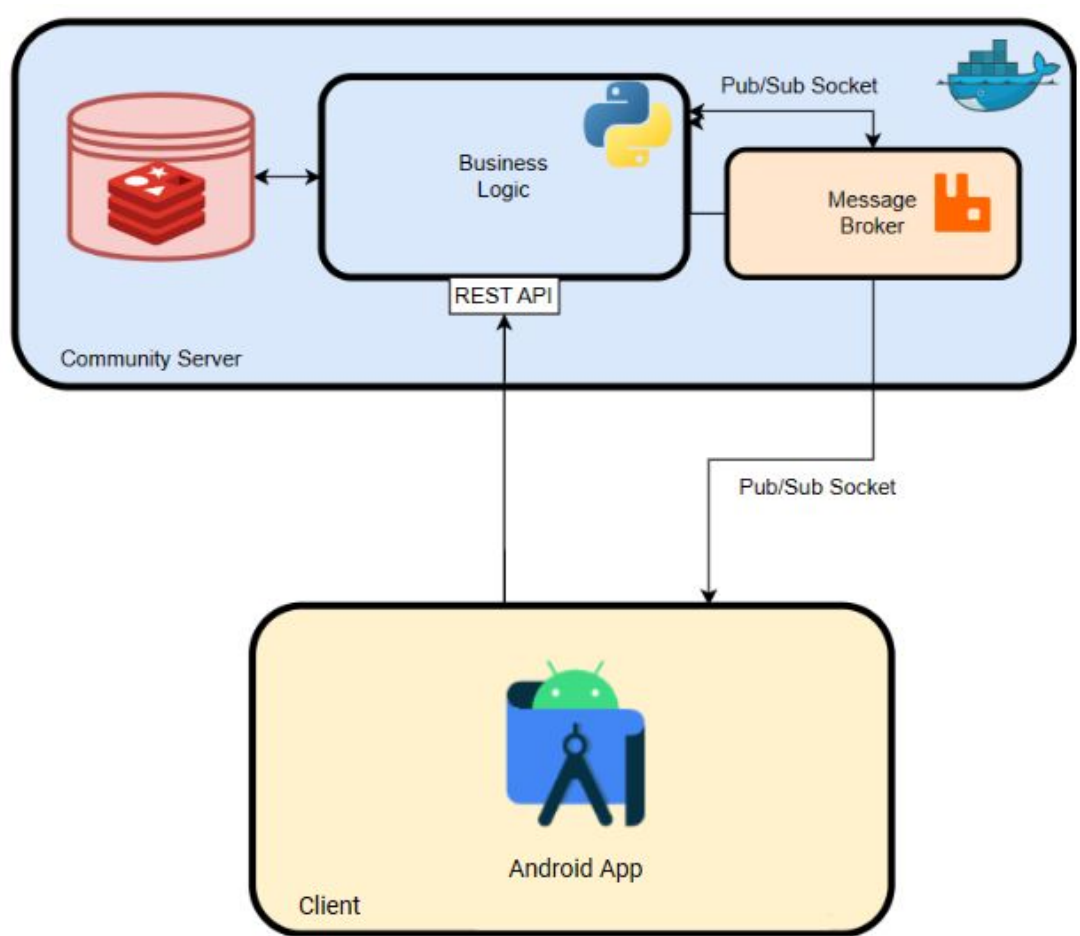 Pub/Sub Socket
Business
Logic
Message
Broker
REST API
Community Server
Pub/Sub Socket
Android App
Client